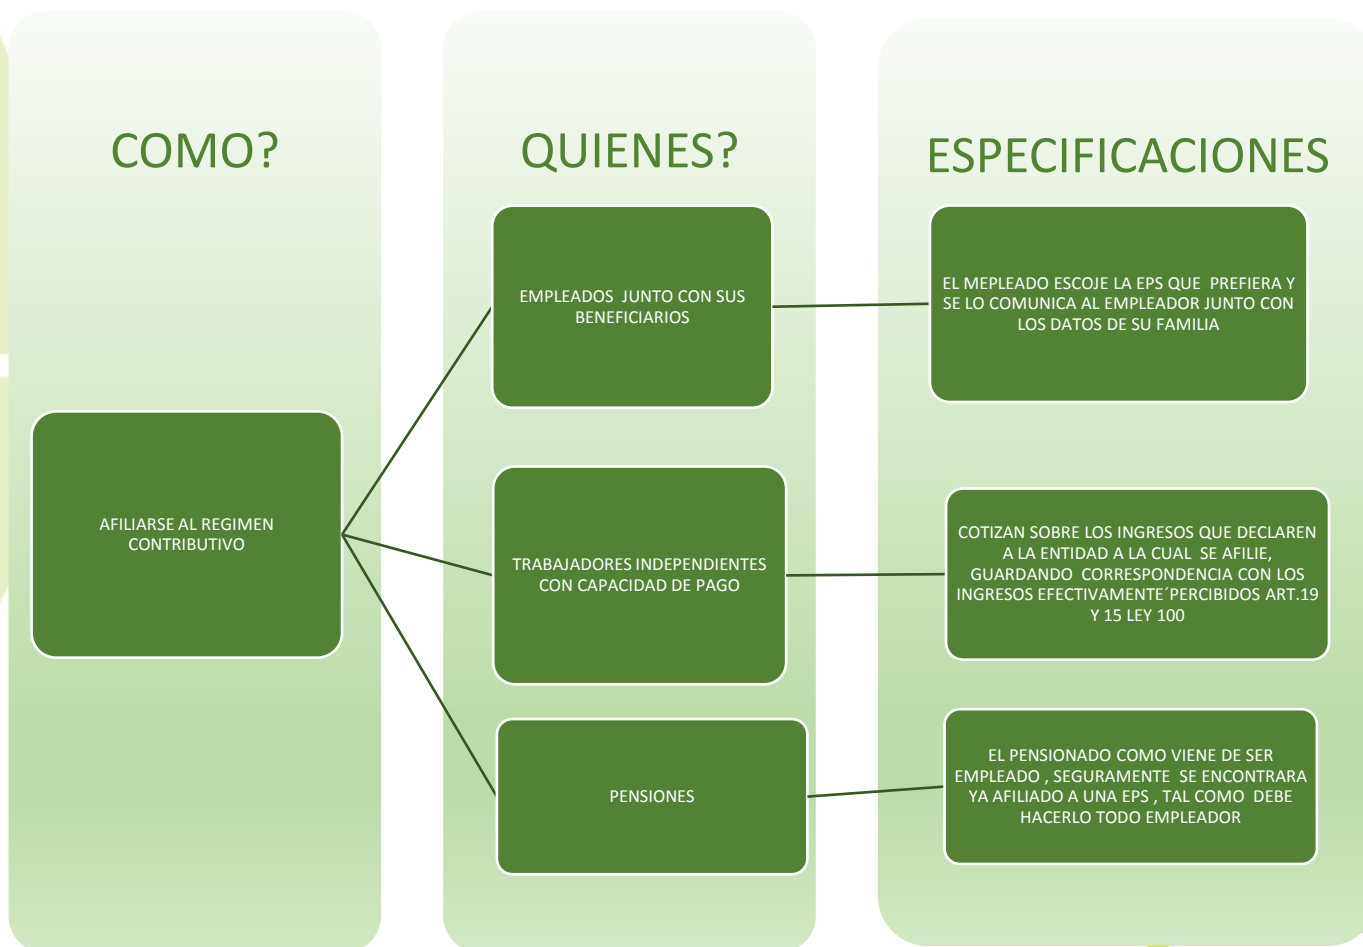 COMO?
QUIENES?
ESPECIFICACIONES
AFILIARSE AL REGIMEN
CONTRIBUTIVO
EMPLEADOS JUNTO CON SUS
BENEFICIARIOS
EL MEPLEADO ESCOJE LA EPS QUE PREFIERA Y
SE LO COMUNICA AL EMPLEADOR JUNTO CON
LOS DATOS DE SU FAMILIA
TRABAJADORES INDEPENDIENTES
CON CAPACIDAD DE PAGO
COTIZAN SOBRE LOS INGRESOS QUE DECLAREN
A LA ENTIDAD A LA CUAL SE AFILIE,
GUARDANDO CORRESPONDENCIA CON LOS
INGRESOS EFECTIVAMENTE´PERCIBIDOS ART.19
Y 15 LEY 100
PENSIONES
EL PENSIONADO COMO VIENE DE SER
EMPLEADO , SEGURAMENTE SE ENCONTRARA
YA AFILIADO A UNA EPS , TAL COMO DEBE
HACERLO TODO EMPLEADOR